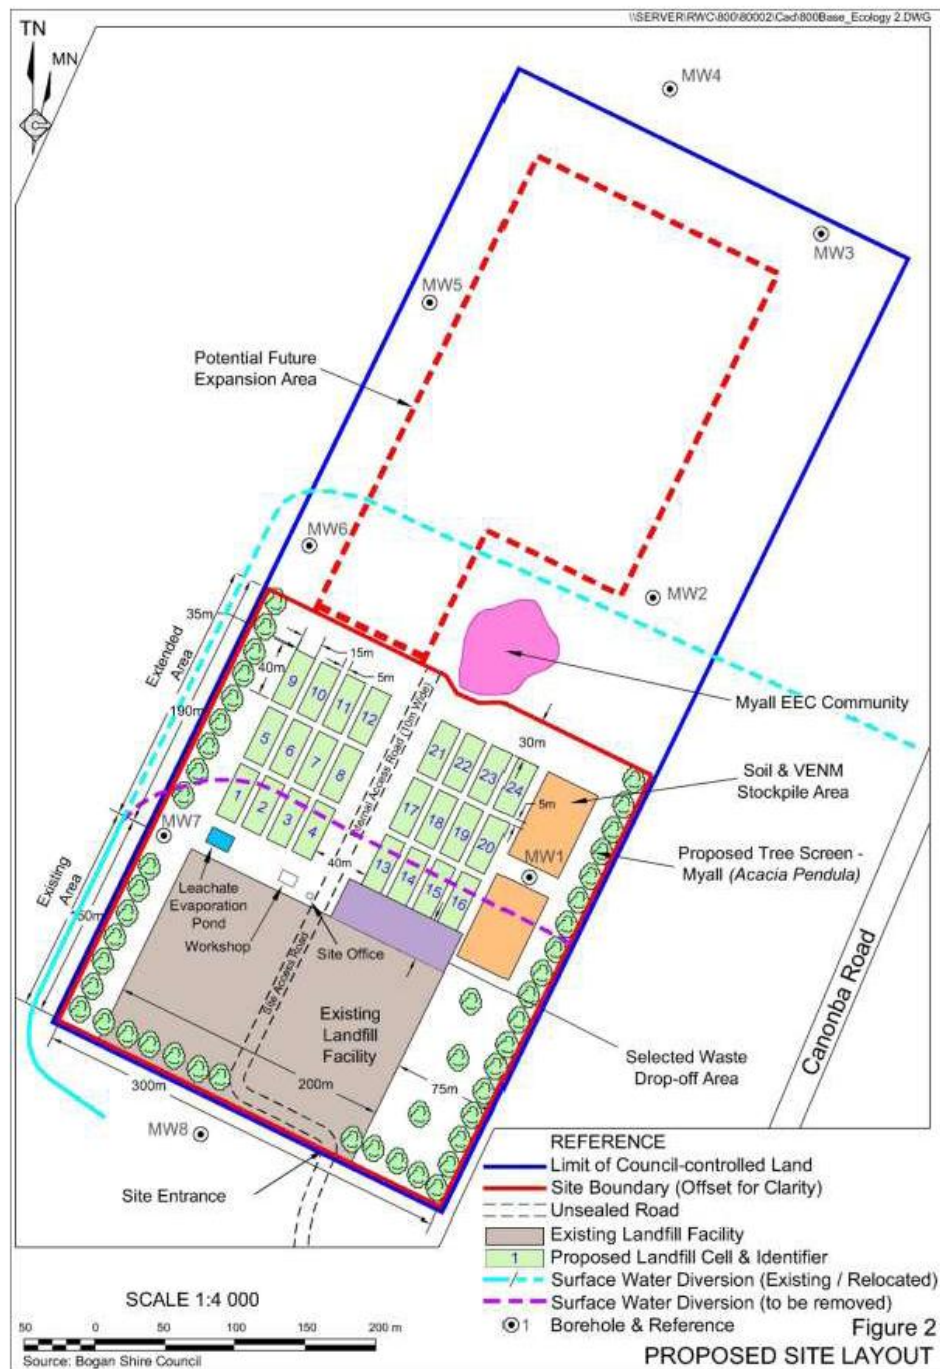 \\SERVER\RWC\800\80002\Cad\800Base_Ecology 2.DWG
TN
MN
MW4
MW3
MW5
Potential Future
Expansion Area
MW6
MW2
35m
15m
5m
40m
Extended
Area
190m
Myall EEC Community
30m
9
10
11
12
5
6
7
8
1
2
3
4
21
22
23
24
17
18
19
20
13
14
15
16
5m
Soil & VENM
Stockpile Area
MW7
MW1
40m
Proposed Tree Screen -
Myall (Acacia Pendula)
Existing
Area
Leachate
Evaporation
Pond
Workshop
Site Office
Site Access Road
Existing
Landfill
Facility
Canonba Road
Selected Waste
Drop-off Area
200m
300m
75m
MW8
Site Entrance
REFERENCE
Limit of Council-controlled Land
Site Boundary (Offset for Clarity)
Unsealed Road
Existing Landfill Facility
1 Proposed Landfill Cell & Identifier
Surface Water Diversion (Existing / Relocated)
Surface Water Diversion (to be removed)
1 Borehole & Reference
SCALE 1:4 000
50 0 50 100 150 200 m
Source: Bogan Shire Council
Figure 2
PROPOSED SITE LAYOUT